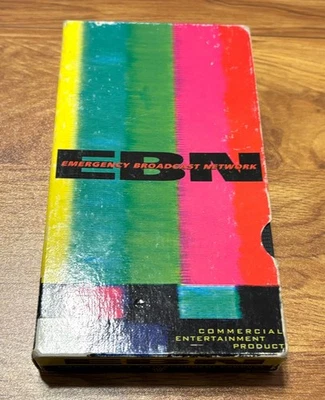 EBN
EMERGENCY BROADCAST NETWORK
COMMERCIAL
ENTERTAINMENT
PRODUCT